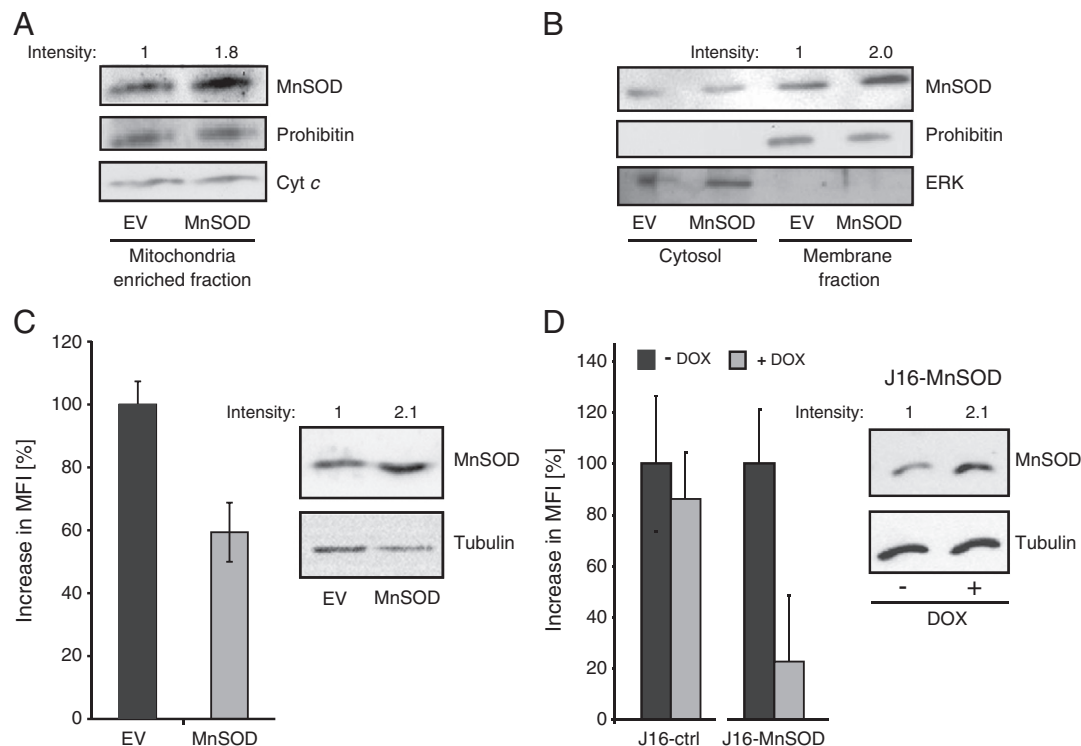 A
Intensity: 1 1.8
MnSOD
Prohibitin
Cyt c
EV MnSOD
Mitochondria
enriched fraction
B
Intensity: 1 2.0
MnSOD
Prohibitin
ERK
EV MnSOD EV MnSOD
Cytosol Membrane
fraction
C
Increase in MFI [%]
120
100
80
60
40
20
0
EV MnSOD
Intensity: 1 2.1
MnSOD
Tubulin
EV MnSOD
D
Increase in MFI [%]
140
120
100
80
60
40
20
0
- DOX + DOX
J16-ctrl J16-MnSOD
J16-MnSOD
Intensity: 1 2.1
MnSOD
Tubulin
- +
DOX